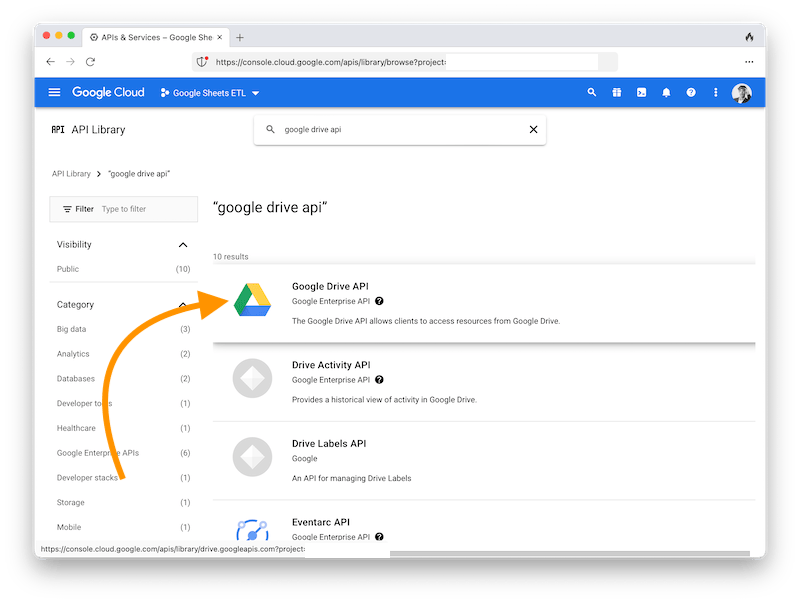 APIs & Services – Google She
https://console.cloud.google.com/apis/library/browse?project:
Google Cloud
Google Sheets ETL
API API Library
google drive api
API Library > "google drive api"
Filter Type to filter
Visibility
Public (10)
Category
Big data (3)
Analytics (2)
Databases (2)
Developer tools (1)
Healthcare (1)
Google Enterprise APIs (6)
Developer stacks (1)
Storage (1)
Mobile (1)
“google drive api”
10 results
Google Drive API
Google Enterprise API
The Google Drive API allows clients to access resources from Google Drive.
Drive Activity API
Google Enterprise API
Provides a historical view of activity in Google Drive.
Drive Labels API
Google
An API for managing Drive Labels
Eventarc API
Google Enterprise API
https://console.cloud.google.com/apis/library/drive.googleapis.com?project: